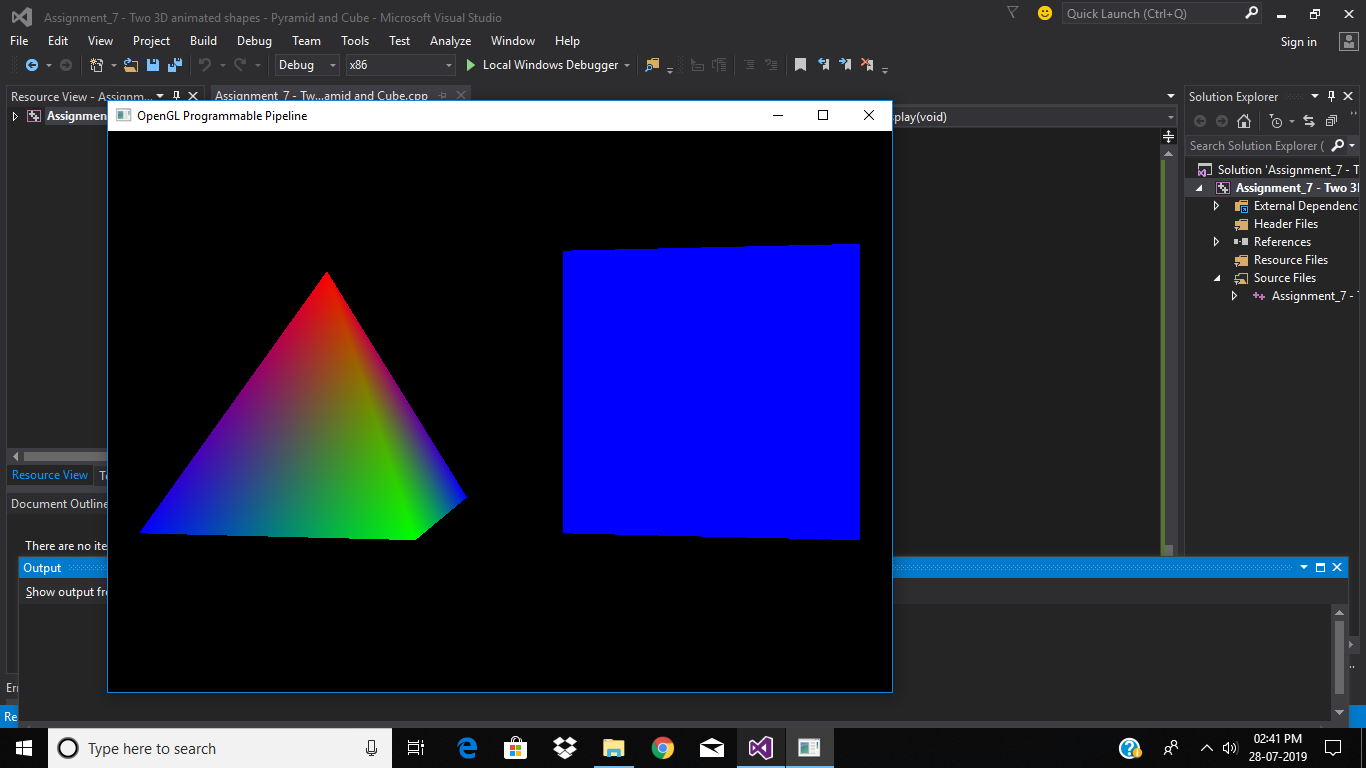 Assignment_7 - Two 3D animated shapes - Pyramid and Cube - Microsoft Visual Studio
Quick Launch (Ctrl+Q)
File Edit View Project Build Debug Team Tools Test Analyze Window Help
Sign in
Debug x86 Local Windows Debugger
Resource View - Assignm...
Assignment_7 - Tw...amid and Cube.cpp
Solution Explorer
Assignment
OpenGL Programmable Pipeline
play(void)
Search Solution Explorer (
Solution 'Assignment_7 - T
Assignment_7 - Two 3I
External Dependenc
Header Files
References
Resource Files
Source Files
Assignment_7 - T
Resource View
Document Outline
There are no ite
Output
Show output fr
Er
Re
Type here to search
02:41 PM
28-07-2019